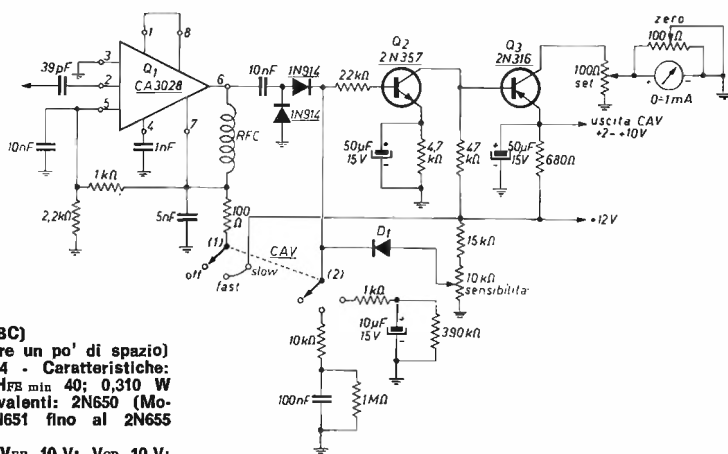 zero
100Ω
1
8
3
2
5
4
7
6
39pF
Q1
CA3028
10nF
1N914
1N914
22kΩ
Q2
2N357
Q3
2N316
100Ω
set
0÷1mA
uscita CAV
+2-+10V
10nF
1nF
RFC
50µF
15V
4,7
kΩ
47
kΩ
50µF
15V
680Ω
1kΩ
2,2kΩ
5nF
100
Ω
+12V
(1)
CAV
off
fast
slow
(2)
D1
15kΩ
10kΩ
sensibilita'
1kΩ
10µF
15V
390kΩ
10kΩ
100nF
1MΩ
BC)
re un po' di spazio)
4 - Caratteristiche:
HFE min 40; 0,310 W
valenti: 2N650 (Mo-
N651 fino al 2N655
10 V; 10 V;